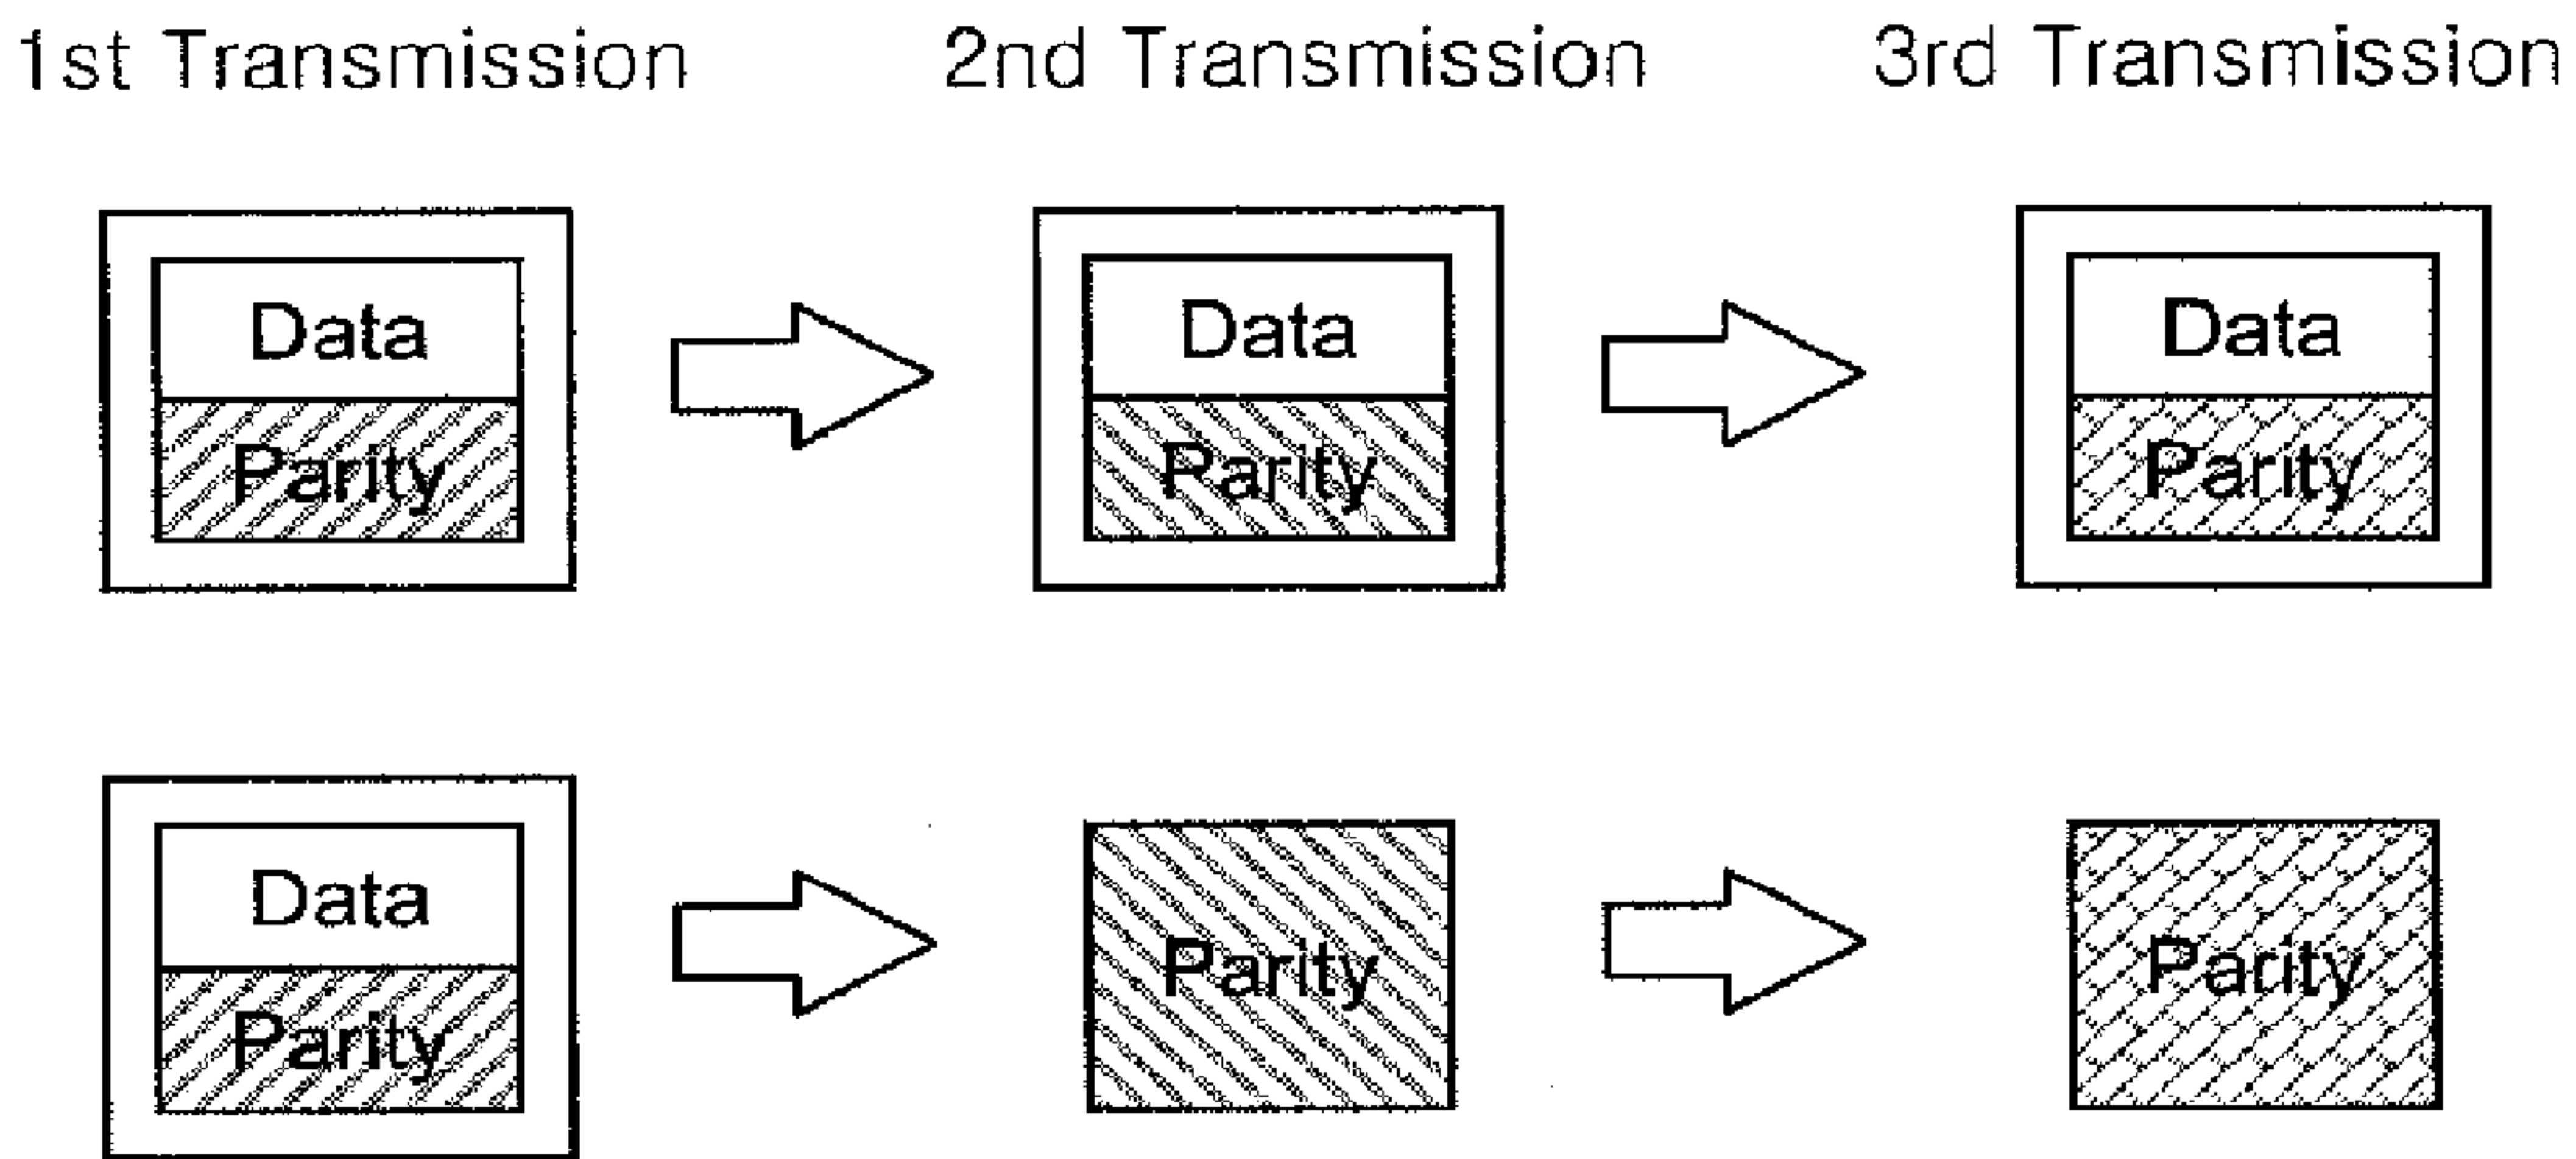 1st Transmission 2nd Transmission 3rd Transmission
Data Data Data
Parity Parity Parity
Data
Parity Parity
Parity